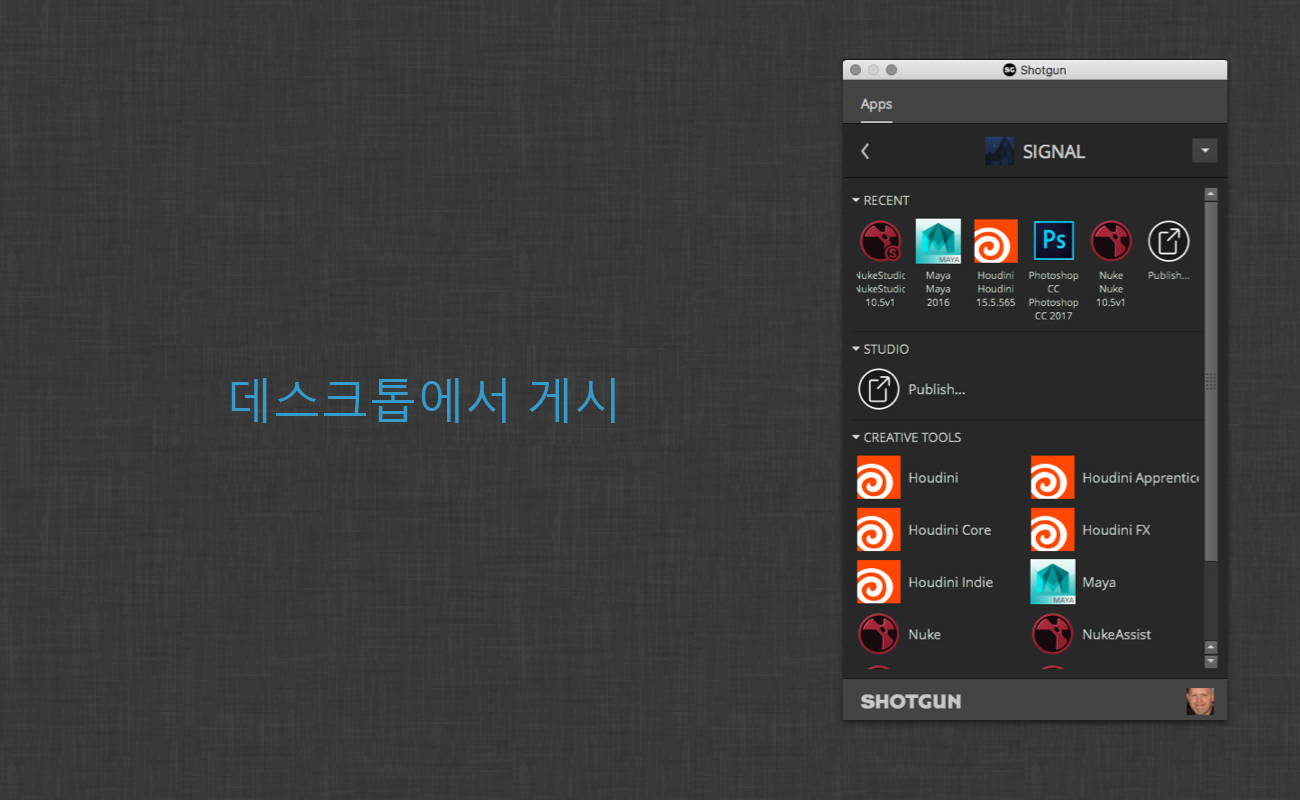 데스크톱에서 게시
Shotgun
Apps
SIGNAL
RECENT
NukeStudio
NukeStudio
10.5v1
Maya
Maya
2016
Houdini
Houdini
15.5.565
Photoshop
CC
Photoshop
CC 2017
Nuke
Nuke
10.5v1
Publish...
STUDIO
Publish...
CREATIVE TOOLS
Houdini
Houdini Apprentice
Houdini Core
Houdini FX
Houdini Indie
Maya
Nuke
NukeAssist
SHOTGUN